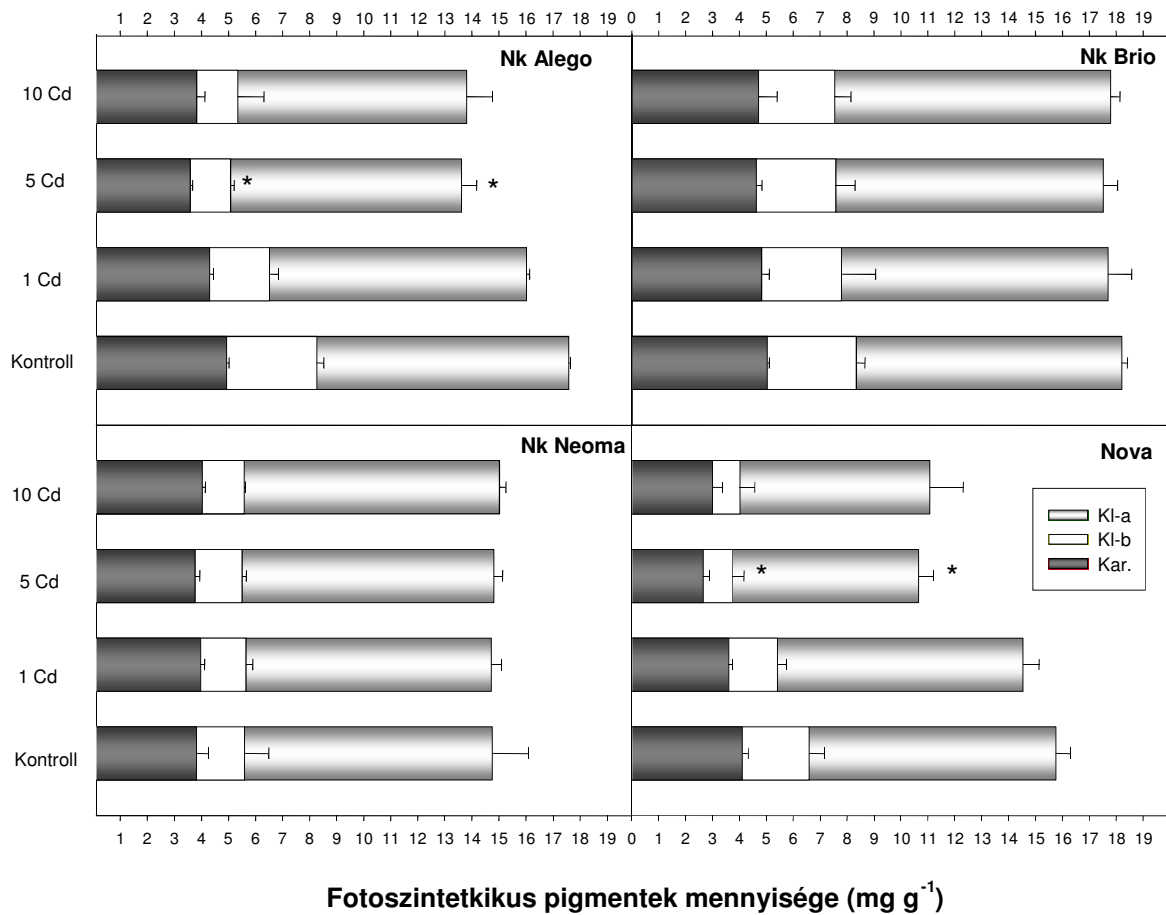 1 2 3 4 5 6 7 8 9 10 11 12 13 14 15 16 17 18 19
0 1 2 3 4 5 6 7 8 9 10 11 12 13 14 15 16 17 18 19
Nk Alego
Nk Brio
10 Cd
5 Cd
*
*
1 Cd
Kontroll
Nk Neoma
Nova
10 Cd
Kl-a
Kl-b
Kar.
5 Cd
*
*
1 Cd
Kontroll
1 2 3 4 5 6 7 8 9 10 11 12 13 14 15 16 17 18 19
0 1 2 3 4 5 6 7 8 9 10 11 12 13 14 15 16 17 18 19
Fotoszintetkikus pigmentek mennyisége (mg g-1)